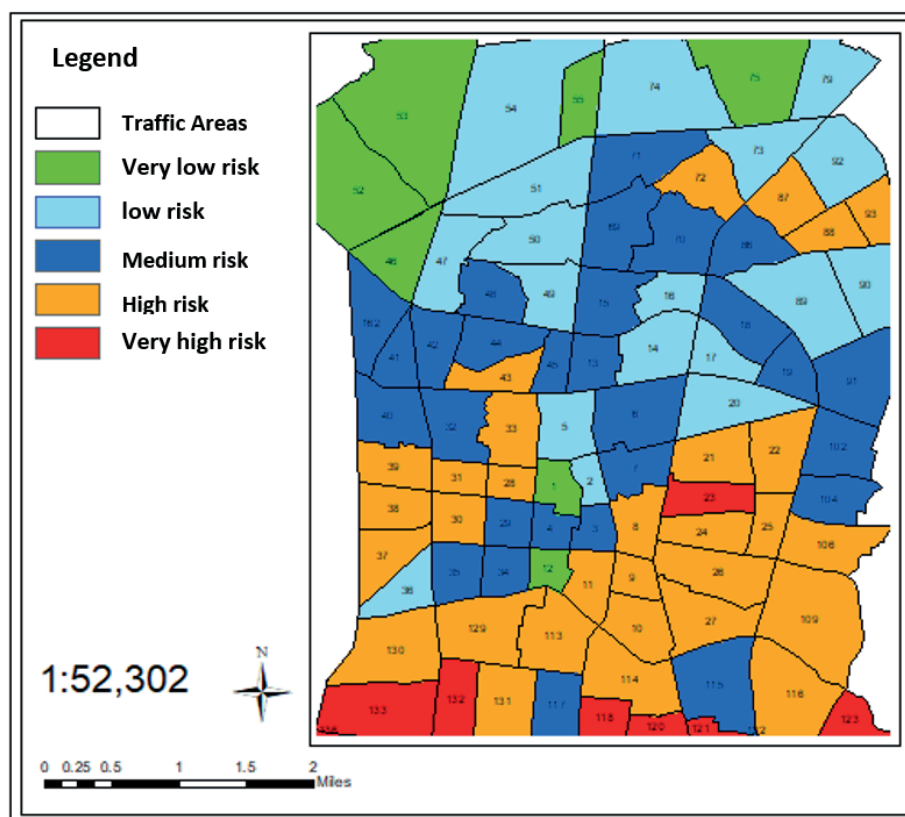 Legend
Traffic Areas
Very low risk
low risk
Medium risk
High risk
Very high risk
N
1:52,302
0 0.25 0.5 1 1.5 2
Miles
53 54 55 74 75 79
52 51 71 72 73 92
87 93
88
46 47 50 69 70 86
48 49 15 16 89 90
162 41 42 44 45 13 14 17 18 19 91
43
40 32 33 5 6 20
102
39 31 28 1 2 7 21 22
38 30 29 4 3 8 23 104
24 25
37 35 34 12 11 9 26 106
36
130 129 113 10 27 109
114 115 116
133 132 131 117 118 120 121 123